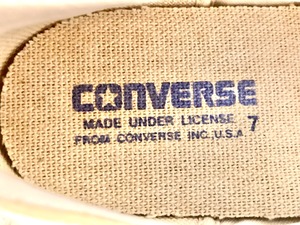 CONVERSE
MADE UNDER LICENSE 7
FROM CONVERSE INC. U.S.A